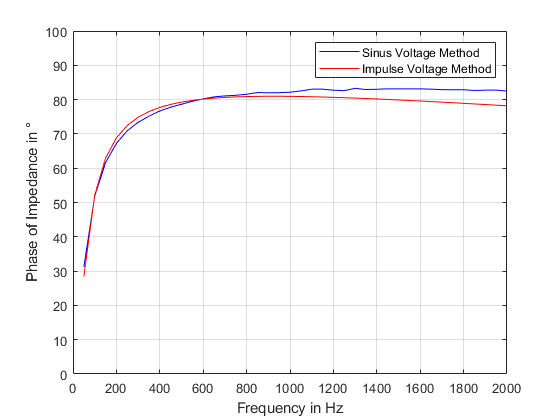 100
90
80
70
60
50
40
30
20
10
0
Phase of Impedance in °
Sinus Voltage Method
Impulse Voltage Method
0 200 400 600 800 1000 1200 1400 1600 1800 2000
Frequency in Hz